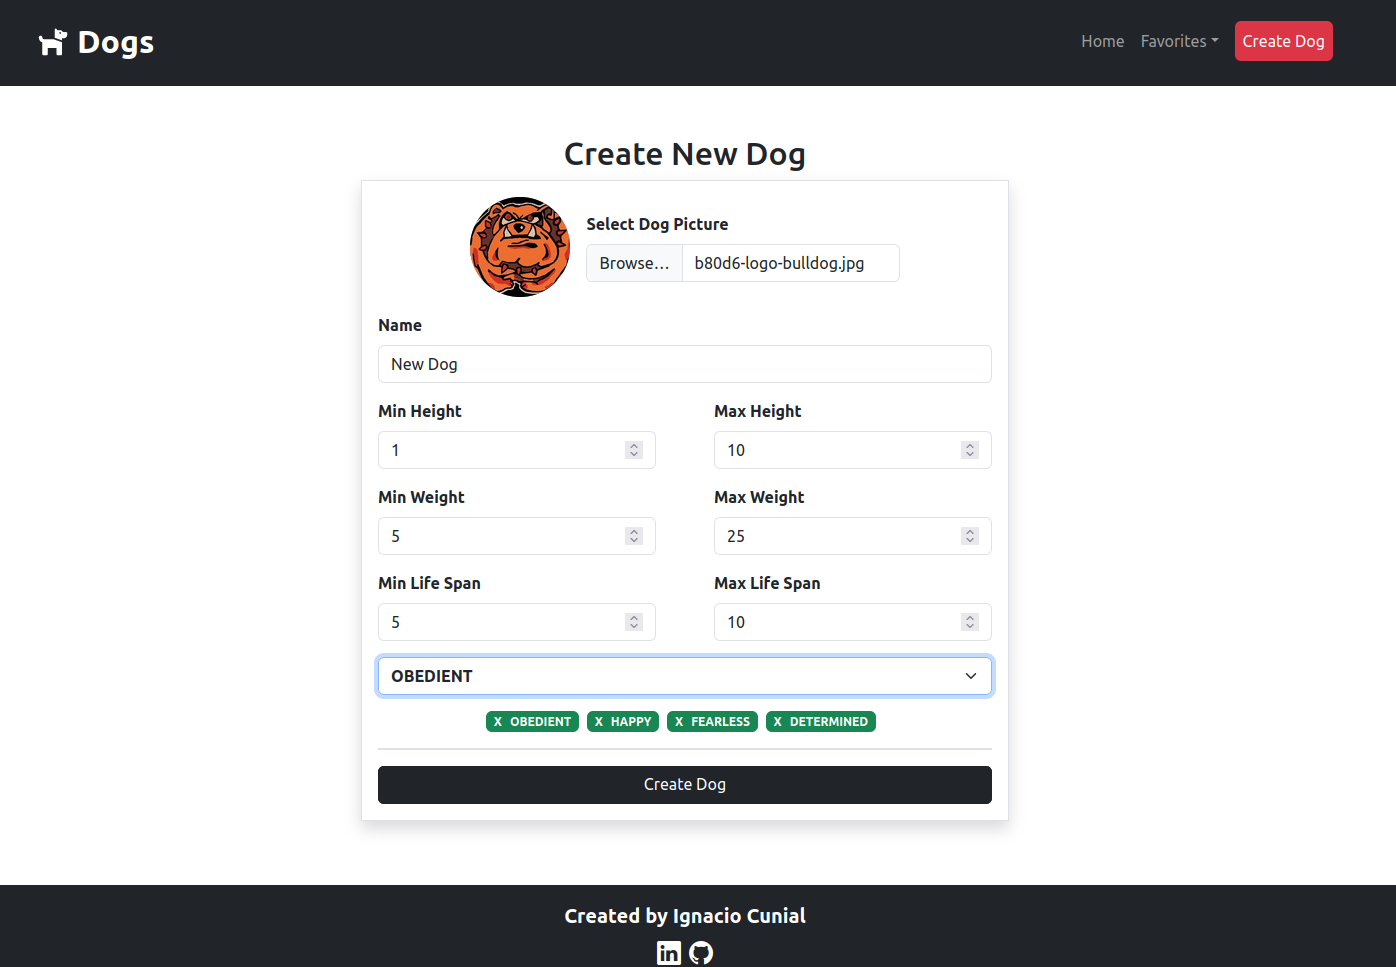 Dogs
Home Favorites Create Dog
Create New Dog
Select Dog Picture
Browse... b80d6-logo-bulldog.jpg
Name
New Dog
Min Height Max Height
1 10
Min Weight Max Weight
5 25
Min Life Span Max Life Span
5 10
OBEDIENT
X OBEDIENT X HAPPY X FEARLESS X DETERMINED
Create Dog
Created by Ignacio Cunial
in